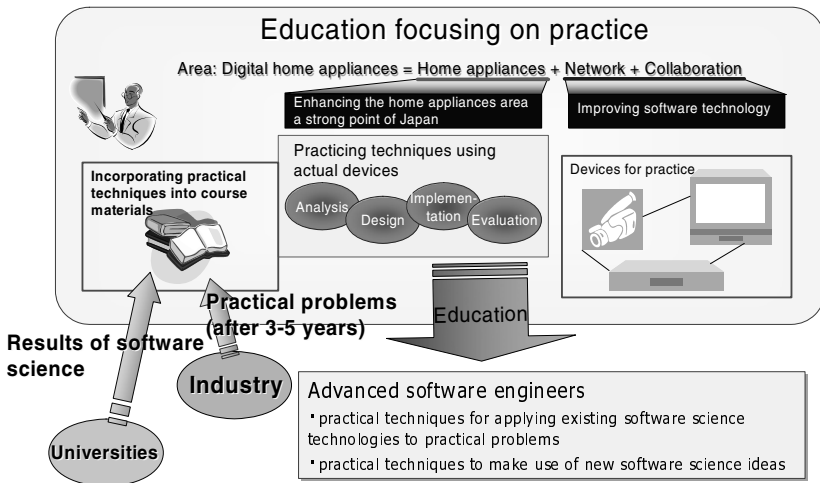 Education focusing on practice
Area: Digital home appliances = Home appliances + Network + Collaboration
Enhancing the home appliances area
a strong point of Japan
Improving software technology
Incorporating practical
techniques into course
materials
Practicing techniques using
actual devices
Analysis
Design
Implemen-
tation
Evaluation
Devices for practice
Practical problems
(after 3-5 years)
Results of software
science
Education
Industry
Universities
Advanced software engineers
・practical techniques for applying existing software science
technologies to practical problems
・practical techniques to make use of new software science ideas